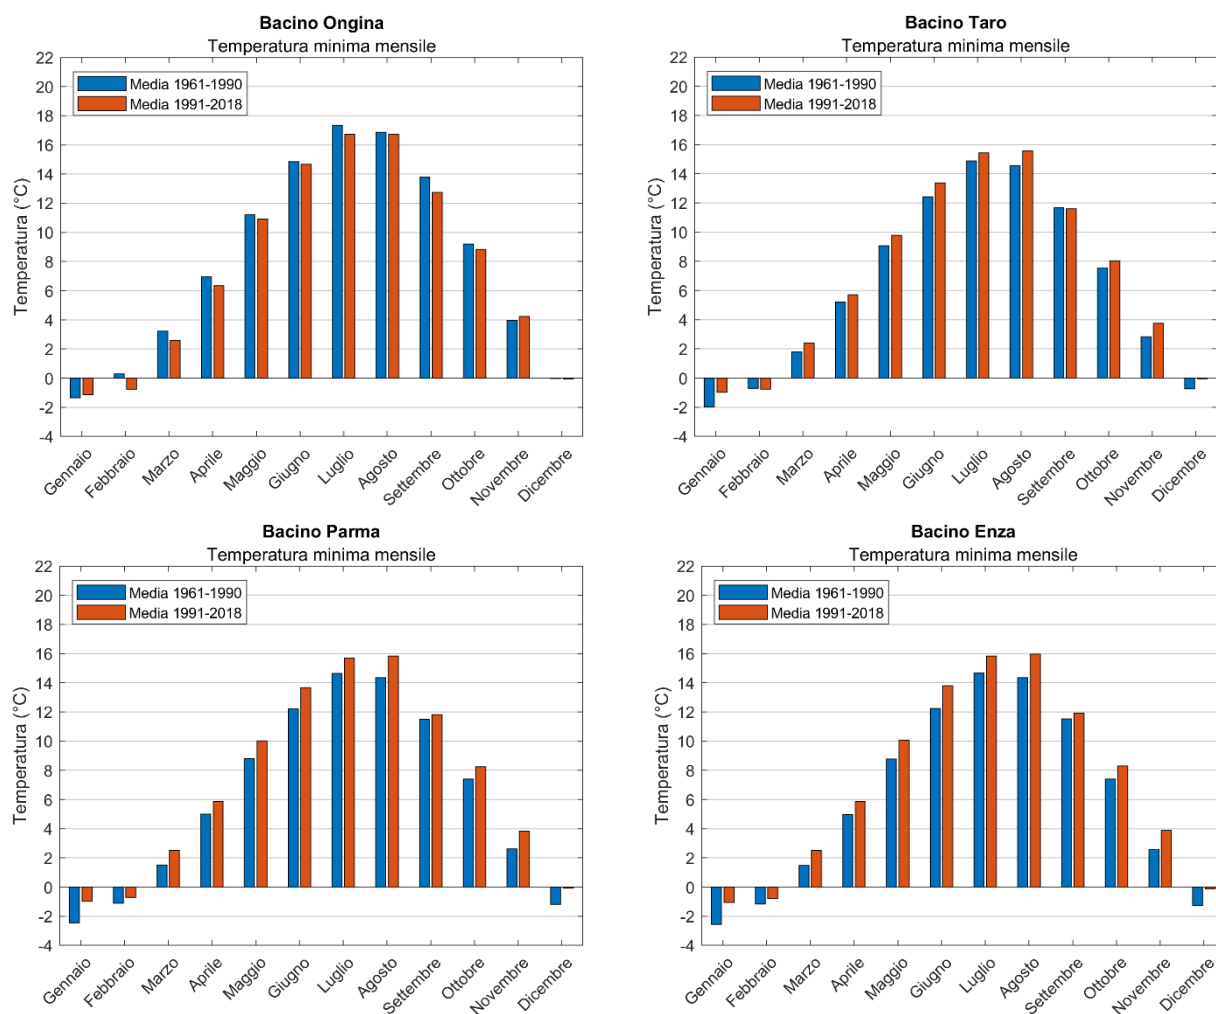 Bacino Ongina
Temperatura minima mensile
22
20
18
16
14
12
10
8
6
4
2
0
-2
-4
Temperatura (°C)
Media 1961-1990
Media 1991-2018
Gennaio
Febbraio
Marzo
Aprile
Maggio
Giugno
Luglio
Agosto
Settembre
Ottobre
Novembre
Dicembre
Bacino Taro
Temperatura minima mensile
22
20
18
16
14
12
10
8
6
4
2
0
-2
-4
Temperatura (°C)
Media 1961-1990
Media 1991-2018
Gennaio
Febbraio
Marzo
Aprile
Maggio
Giugno
Luglio
Agosto
Settembre
Ottobre
Novembre
Dicembre
Bacino Parma
Temperatura minima mensile
22
20
18
16
14
12
10
8
6
4
2
0
-2
-4
Temperatura (°C)
Media 1961-1990
Media 1991-2018
Gennaio
Febbraio
Marzo
Aprile
Maggio
Giugno
Luglio
Agosto
Settembre
Ottobre
Novembre
Dicembre
Bacino Enza
Temperatura minima mensile
22
20
18
16
14
12
10
8
6
4
2
0
-2
-4
Temperatura (°C)
Media 1961-1990
Media 1991-2018
Gennaio
Febbraio
Marzo
Aprile
Maggio
Giugno
Luglio
Agosto
Settembre
Ottobre
Novembre
Dicembre